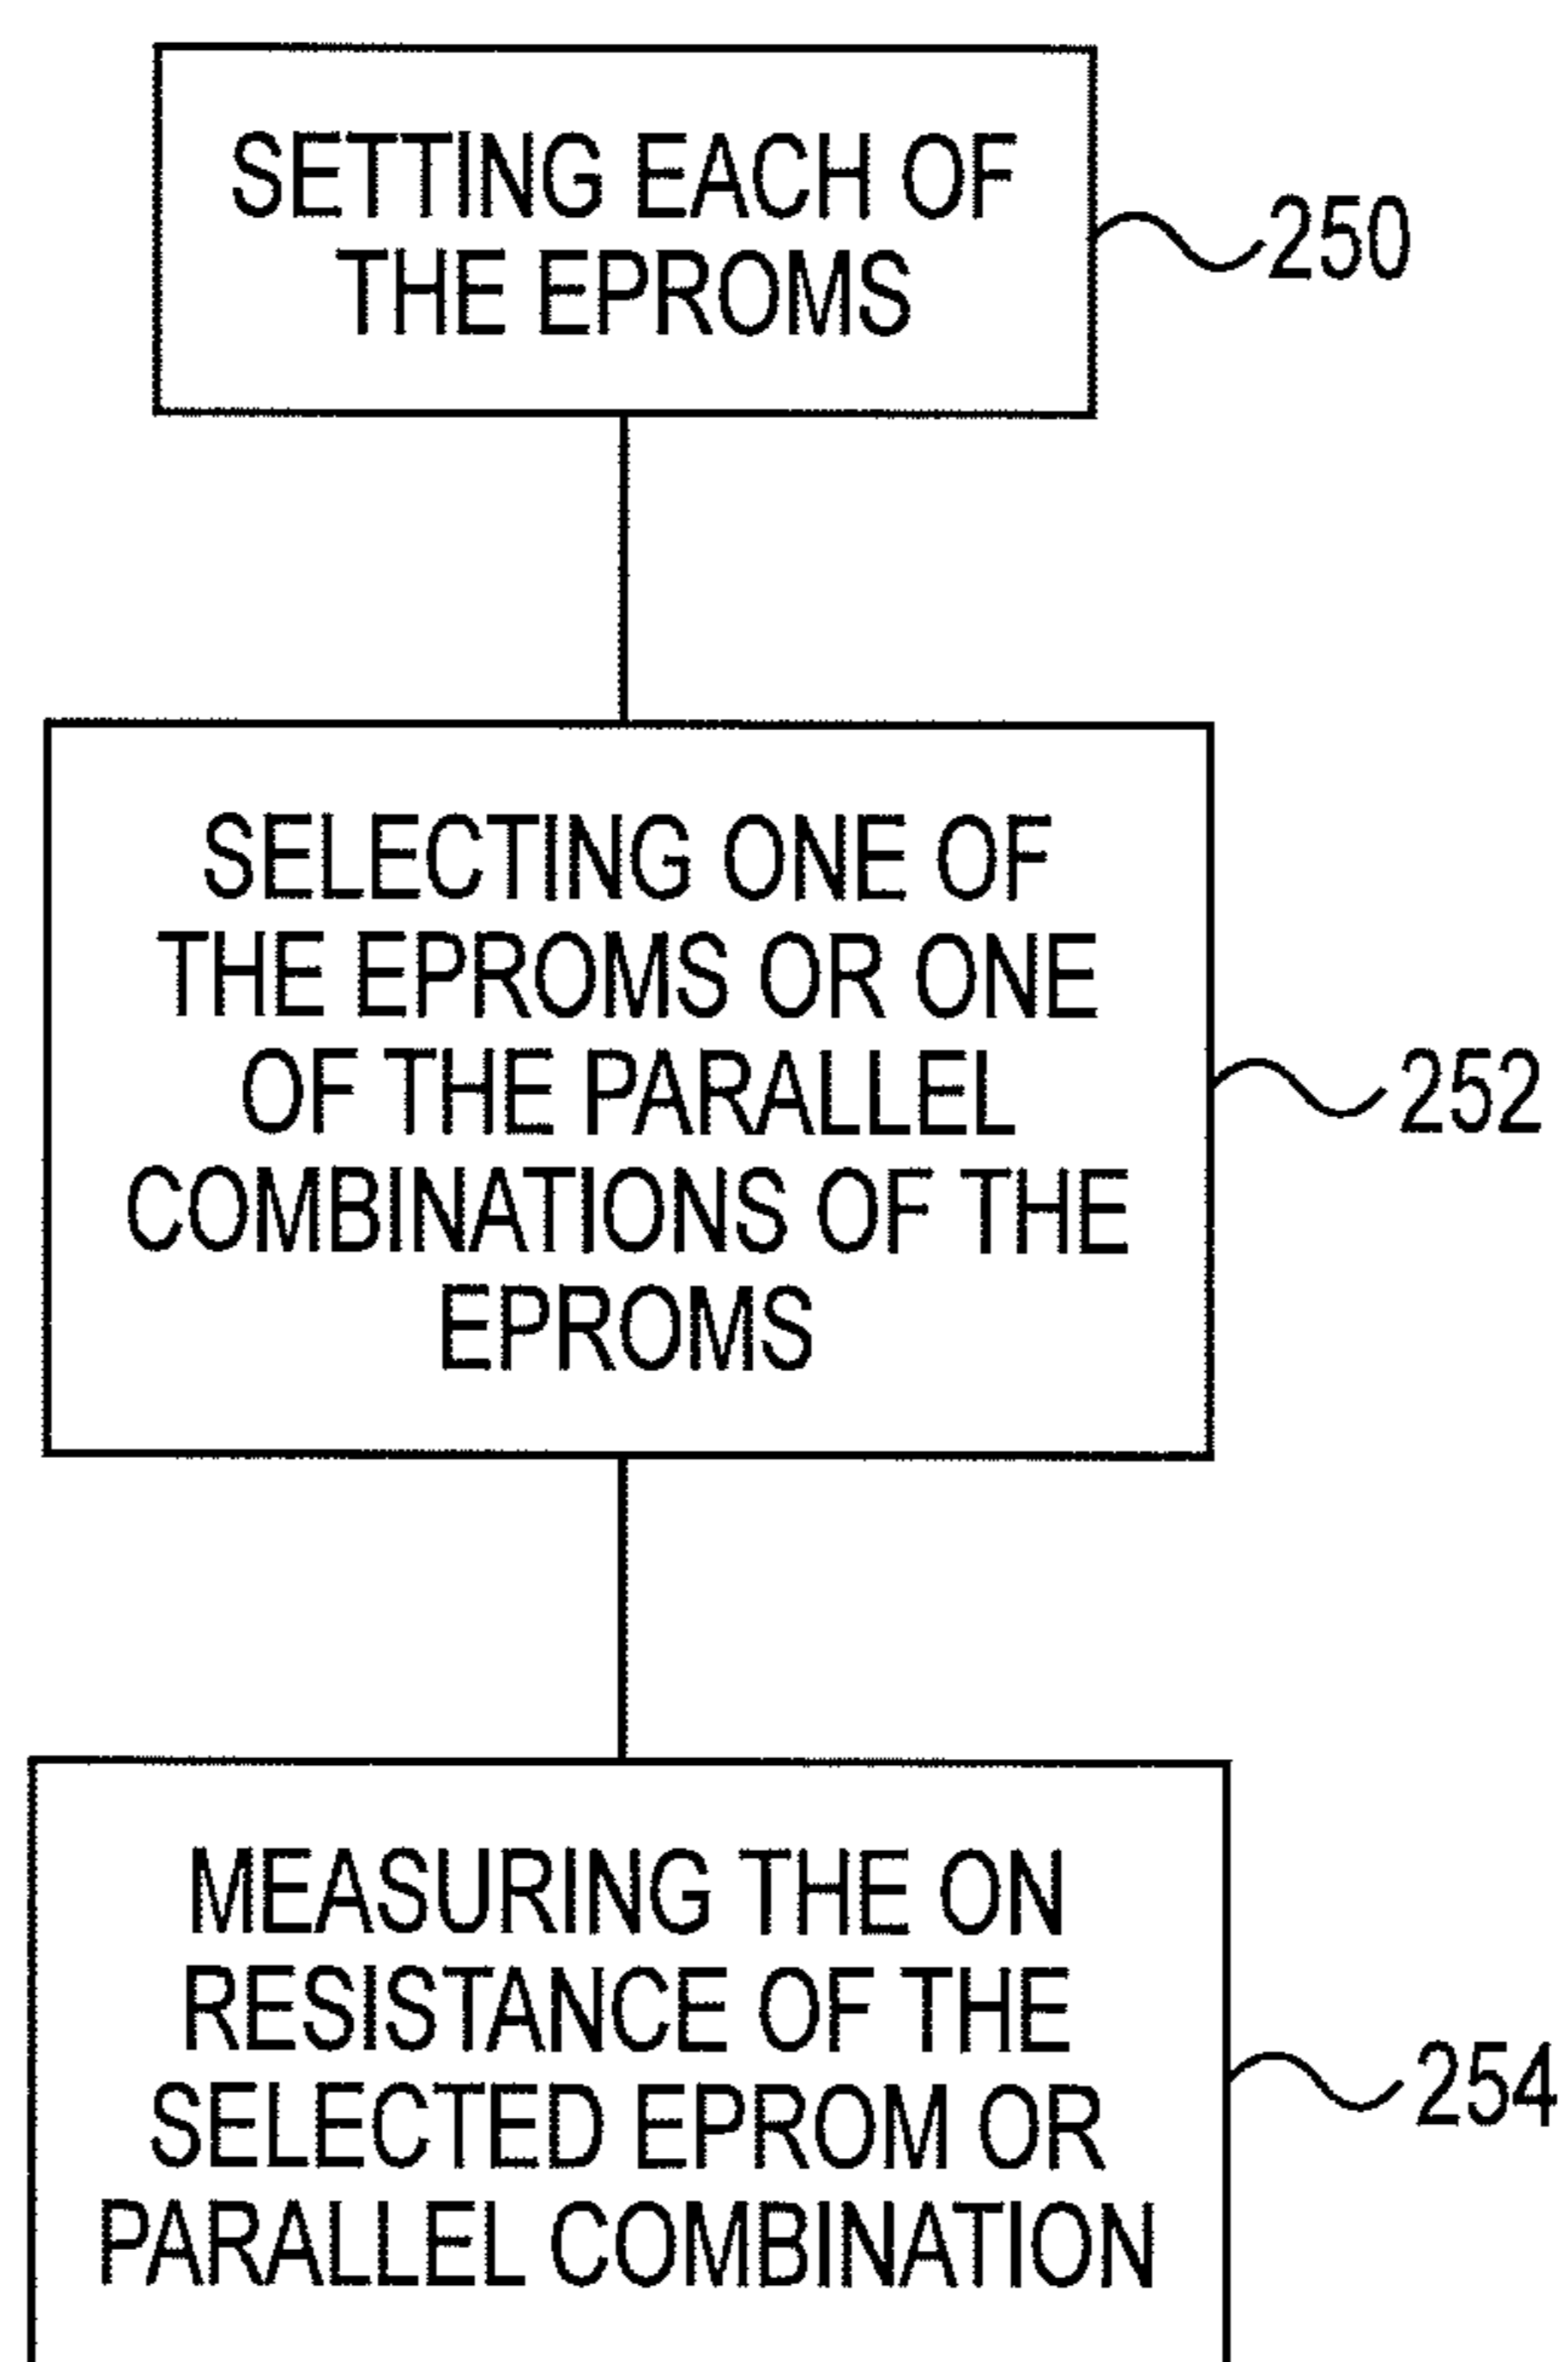 SETTING EACH OF
THE EPROMS
250
SELECTING ONE OF
THE EPROMS OR ONE
OF THE PARALLEL
COMBINATIONS OF THE
EPROMS
252
MEASURING THE ON
RESISTANCE OF THE
SELECTED EPROM OR
PARALLEL COMBINATION
254